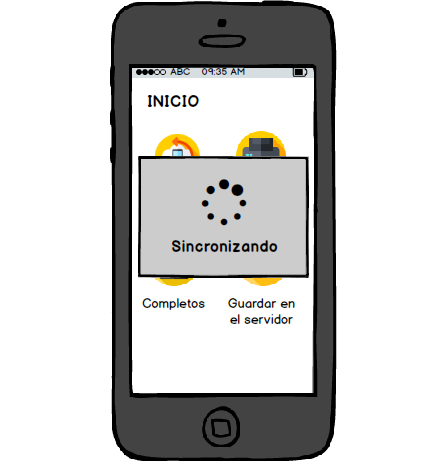 ABC 09:35 AM
INICIO
Sincronizando
Completos
Guardar en
el servidor